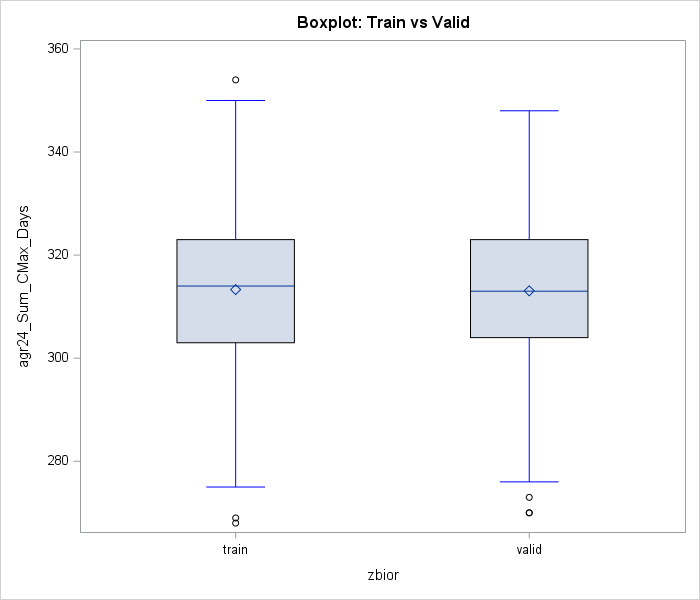 Boxplot: Train vs Valid
360
340
320
300
280
agr24_Sum_CMax_Days
train
valid
zbior